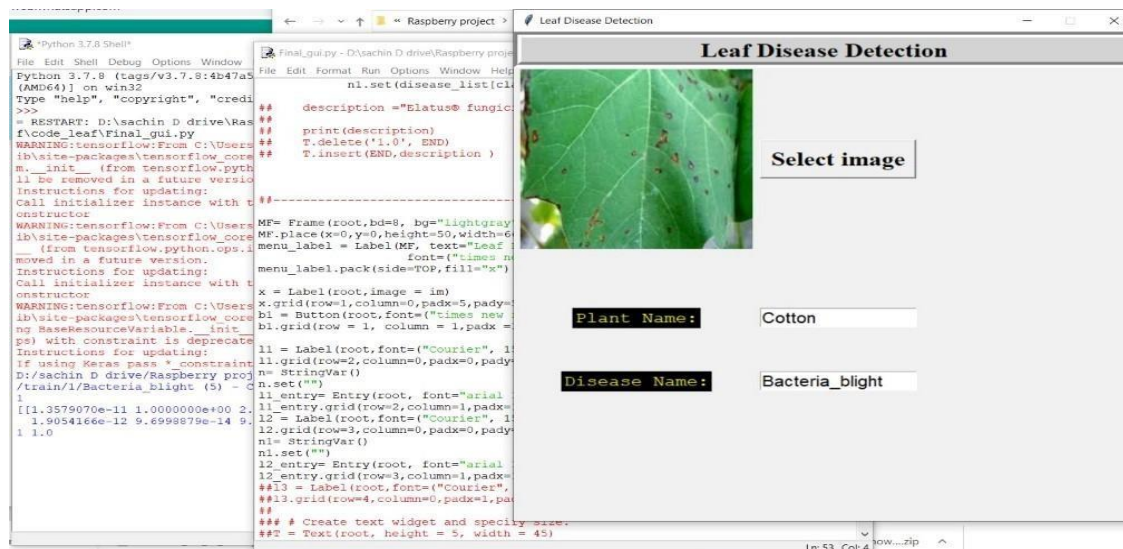 ← → ↑ « Raspberry project >
*Python 3.7.8 Shell*
File Edit Shell Debug Options Window
Python 3.7.8 (tags/v3.7.8:4b47a5
(AMD64)] on win32
Type "help", "copyright", "credi
>>>
= RESTART: D:\sachin D drive\Ras
f\code_leaf\Final_gui.py
WARNING:tensorflow:From C:\Users
ib\site-packages\tensorflow_core
m.__init__ (from tensorflow.pyth
ll be removed in a future versio
Instructions for updating:
Call initializer instance with t
onstructor
WARNING:tensorflow:From C:\Users
ib\site-packages\tensorflow_core
__ (from tensorflow.python.ops.i
moved in a future version.
Instructions for updating:
Call initializer instance with t
onstructor
WARNING:tensorflow:From C:\Users
ib\site-packages\tensorflow_core
ng BaseResourceVariable.__init__
ps) with constraint is deprecate
Instructions for updating:
If using Keras pass *_constraint
D:/sachin D drive/Raspberry proj
/train/1/Bacteria_blight (5) - C
1
[[1.3579070e-11 1.0000000e+00 2.
1.9054166e-12 9.6998879e-14 9.
1 1.0
Final_gui.py - D:\sachin D drive\Raspberry proje
File Edit Format Run Options Window Help
n1.set(disease_list[cla
## description ="Elatus® fungici
##
## print(description)
## T.delete('1.0', END)
## T.insert(END,description )
##----------------------------------
MF= Frame(root,bd=8, bg="lightgray"
MF.place(x=0,y=0,height=50,width=6
menu_label = Label(MF, text="Leaf
font=("times ne
menu_label.pack(side=TOP,fill="x")
x = Label(root,image = im)
x.grid(row=1,column=0,padx=5,pady=
b1 = Button(root,font=("times new
b1.grid(row = 1, column = 1,padx =
l1 = Label(root,font=("Courier", 15
l1.grid(row=2,column=0,padx=0,pady=
n= StringVar()
n.set("")
l1_entry= Entry(root, font="arial
l1_entry.grid(row=2,column=1,padx=
l2 = Label(root,font=("Courier", 15
l2.grid(row=3,column=0,padx=0,pady=
n1= StringVar()
n1.set("")
l2_entry= Entry(root, font="arial
l2_entry.grid(row=3,column=1,padx=
##l3 = Label(root,font=("Courier",
##l3.grid(row=4,column=0,padx=1,pa
##
### # Create text widget and specify size.
##T = Text(root, height = 5, width = 45)
Ln: 53 Col: 4
Leaf Disease Detection
Leaf Disease Detection
Select image
Plant Name: Cotton
Disease Name: Bacteria_blight
now....zip